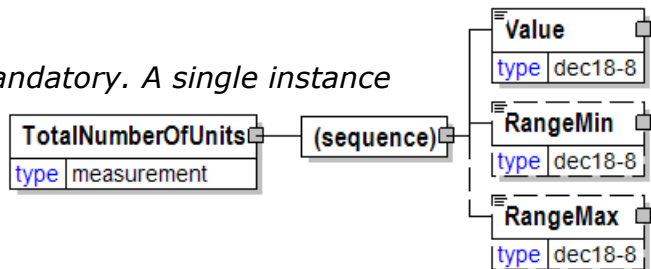 Value
type dec18-8
andatory. A single instance
RangeMin
TotalNumberOfUnits
(sequence)
type dec18-8
type measurement
RangeMax
type dec18-8